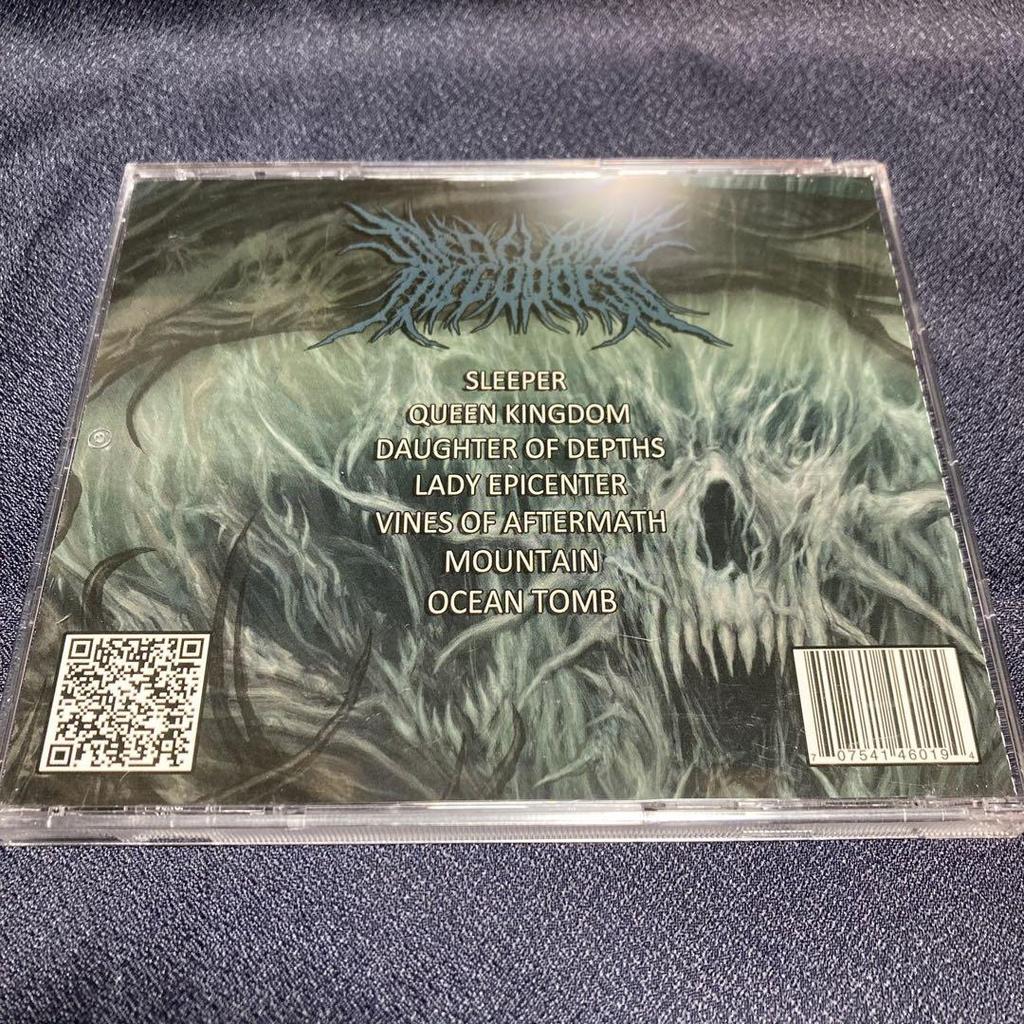 SLEEPER
QUEEN KINGDOM
DAUGHTER OF DEPTHS
LADY EPICENTER
VINES OF AFTERMATH
MOUNTAIN
OCEAN TOMB
7 07541 46019 4